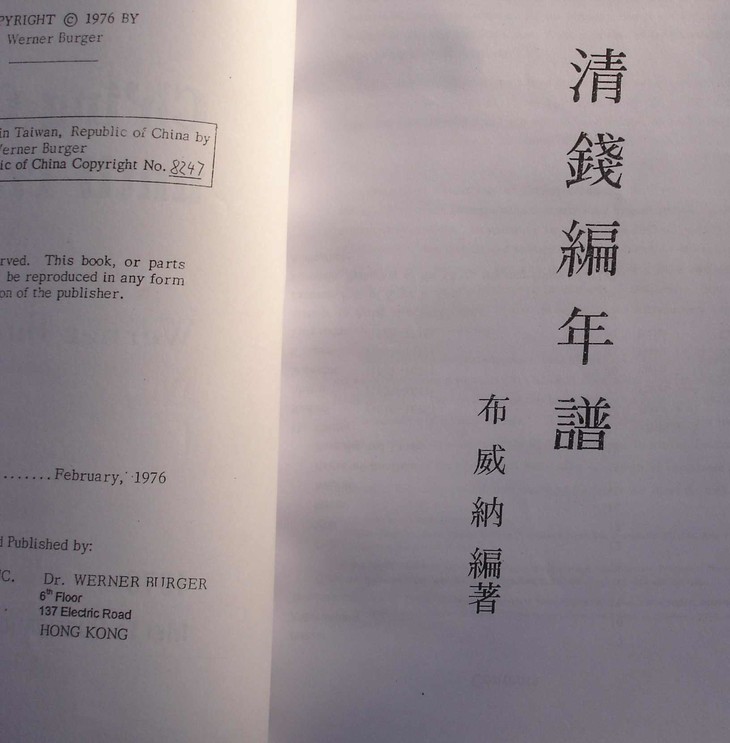 PYRIGHT © 1976 BY
Werner Burger
in Taiwan, Republic of China by
Werner Burger
ic of China Copyright No. 8247
rved. This book, or parts
be reproduced in any form
on of the publisher.
.......February, 1976
d Published by:
C. Dr. WERNER BURGER
6th Floor
137 Electric Road
HONG KONG
清錢編年譜
布威納編著